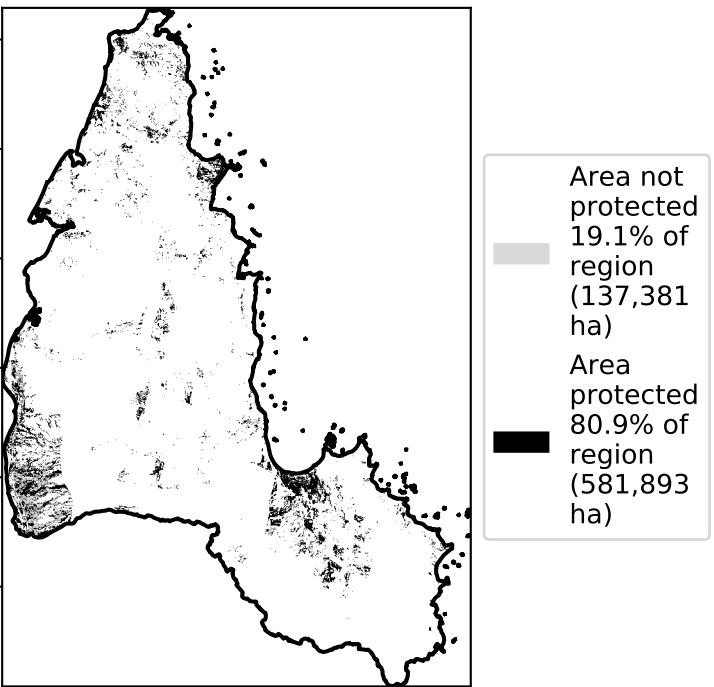 Area not
protected
19.1% of
region
(137,381
ha)
Area
protected
80.9% of
region
(581,893
ha)